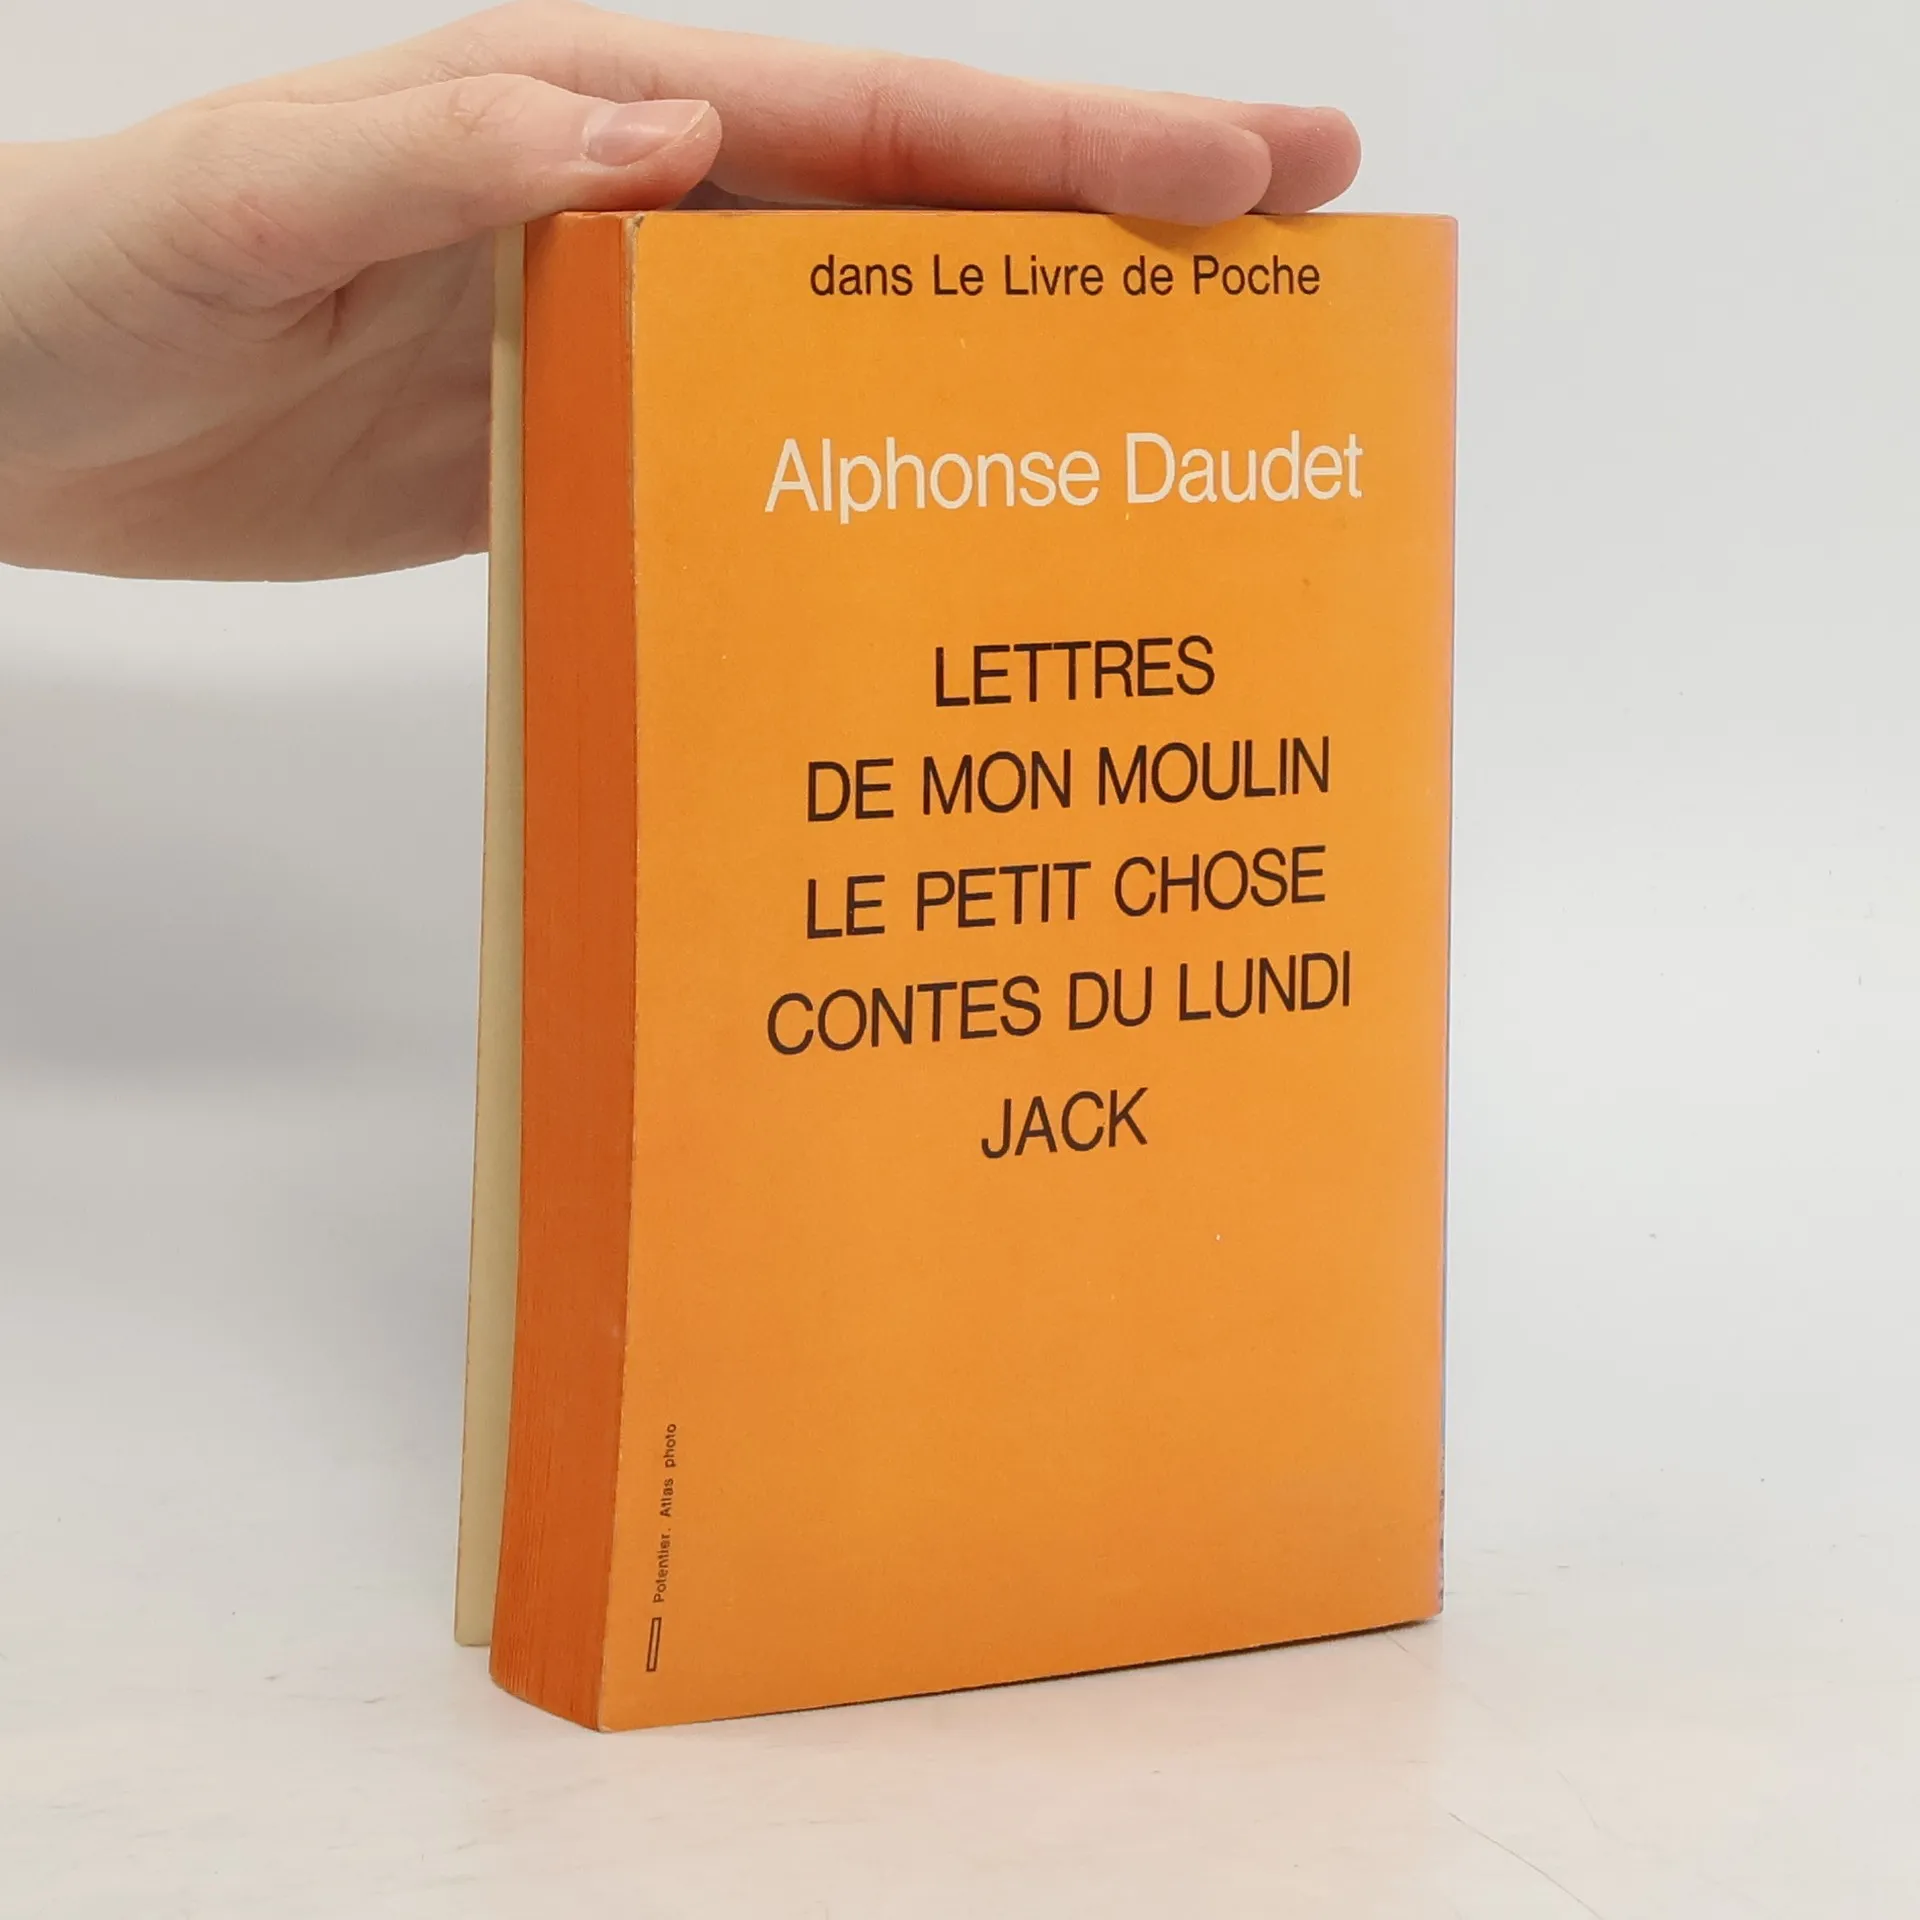 dans Le Livre de Poche
Alphonse Daudet
LETTRES
DE MON MOULIN
LE PETIT CHOSE
CONTES DU LUNDI
JACK
Potentier. Atlas photo